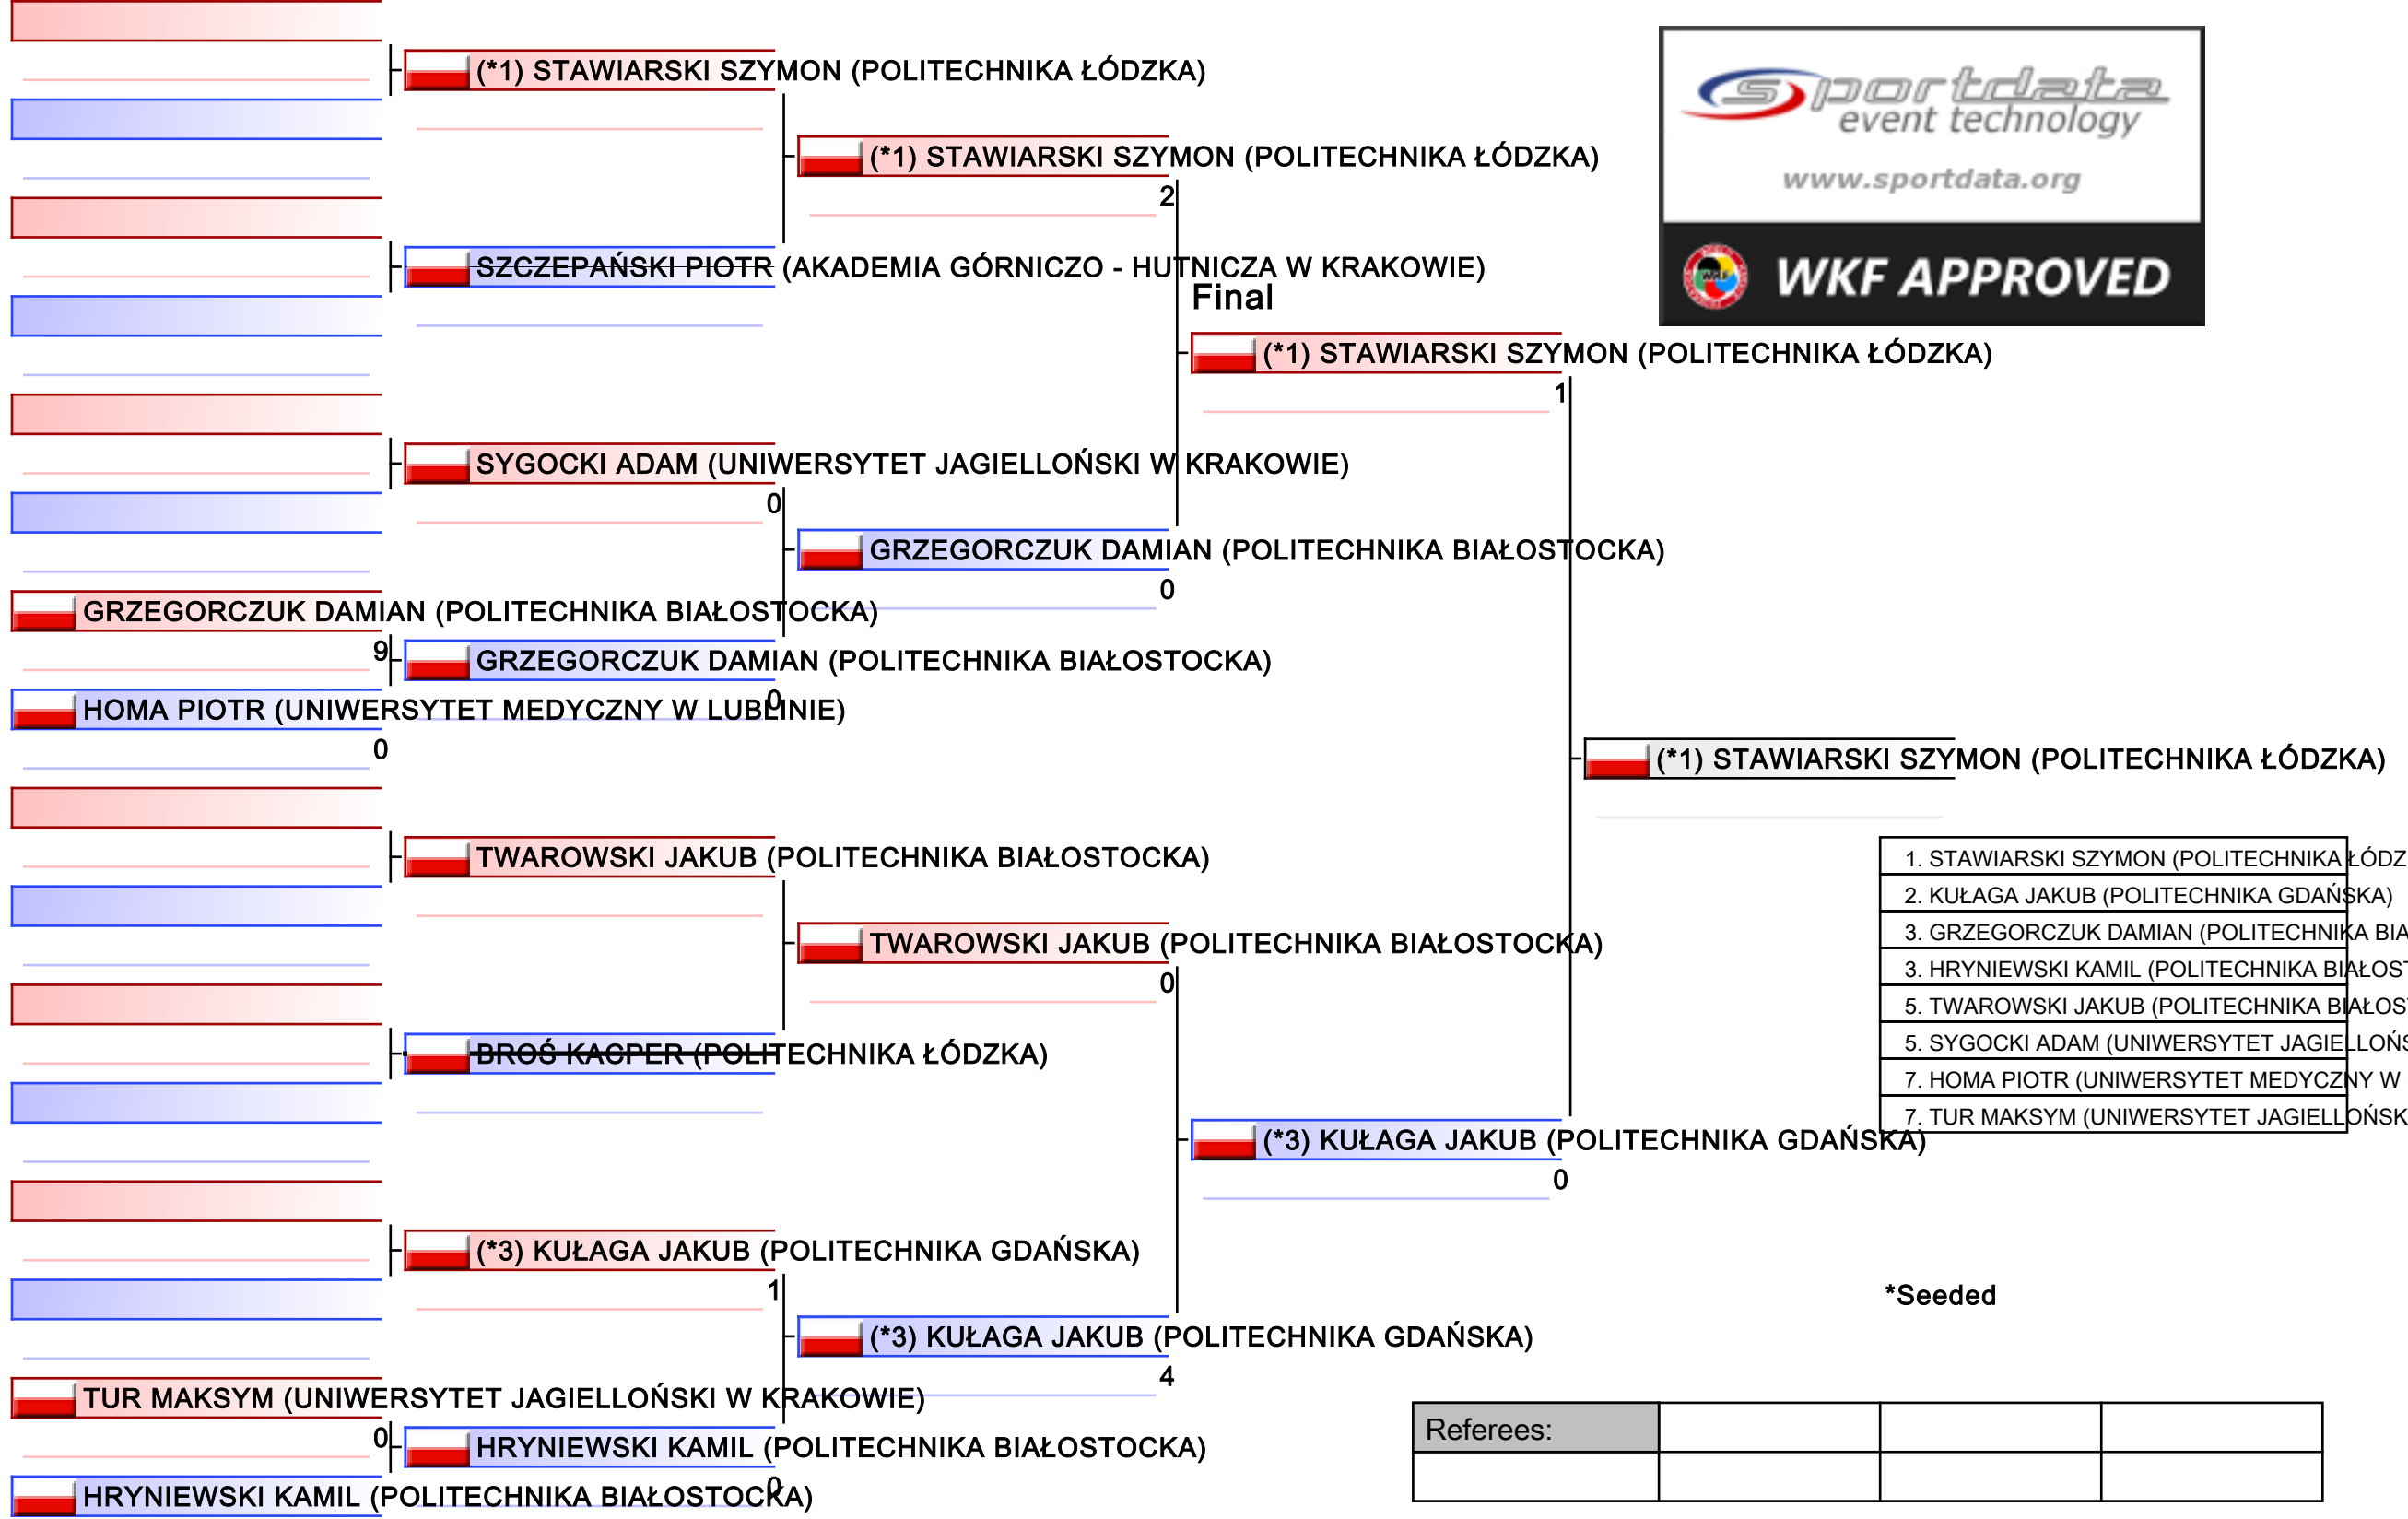 (*1) STAWIARSKI SZYMON (POLITECHNIKA ŁÓDZKA)
(*1) STAWIARSKI SZYMON (POLITECHNIKA ŁÓDZKA)
2
SZCZEPAŃSKI PIOTR (AKADEMIA GÓRNICZO - HUTNICZA W KRAKOWIE)
sportdata
event technology
www.sportdata.org
WKF
WKF APPROVED
Final
(*1) STAWIARSKI SZYMON (POLITECHNIKA ŁÓDZKA)
1
SYGOCKI ADAM (UNIWERSYTET JAGIELLOŃSKI W KRAKOWIE)
0
GRZEGORCZUK DAMIAN (POLITECHNIKA BIAŁOSTOCKA)
0
GRZEGORCZUK DAMIAN (POLITECHNIKA BIAŁOSTOCKA)
9
GRZEGORCZUK DAMIAN (POLITECHNIKA BIAŁOSTOCKA)
0
HOMA PIOTR (UNIWERSYTET MEDYCZNY W LUBLINIE)
0
(*1) STAWIARSKI SZYMON (POLITECHNIKA ŁÓDZKA)
TWAROWSKI JAKUB (POLITECHNIKA BIAŁOSTOCKA)
TWAROWSKI JAKUB (POLITECHNIKA BIAŁOSTOCKA)
0
BROŚ KACPER (POLITECHNIKA ŁÓDZKA)
1. STAWIARSKI SZYMON (POLITECHNIKA ŁÓDZ
2. KUŁAGA JAKUB (POLITECHNIKA GDAŃSKA)
3. GRZEGORCZUK DAMIAN (POLITECHNIKA BIA
3. HRYNIEWSKI KAMIL (POLITECHNIKA BIAŁOST
5. TWAROWSKI JAKUB (POLITECHNIKA BIAŁOS
5. SYGOCKI ADAM (UNIWERSYTET JAGIELLOŃS
7. HOMA PIOTR (UNIWERSYTET MEDYCZNY W
7. TUR MAKSYM (UNIWERSYTET JAGIELLOŃSK
(*3) KUŁAGA JAKUB (POLITECHNIKA GDAŃSKA)
0
(*3) KUŁAGA JAKUB (POLITECHNIKA GDAŃSKA)
1
(*3) KUŁAGA JAKUB (POLITECHNIKA GDAŃSKA)
4
*Seeded
TUR MAKSYM (UNIWERSYTET JAGIELLOŃSKI W KRAKOWIE)
0
HRYNIEWSKI KAMIL (POLITECHNIKA BIAŁOSTOCKA)
0
HRYNIEWSKI KAMIL (POLITECHNIKA BIAŁOSTOCKA)
Referees: